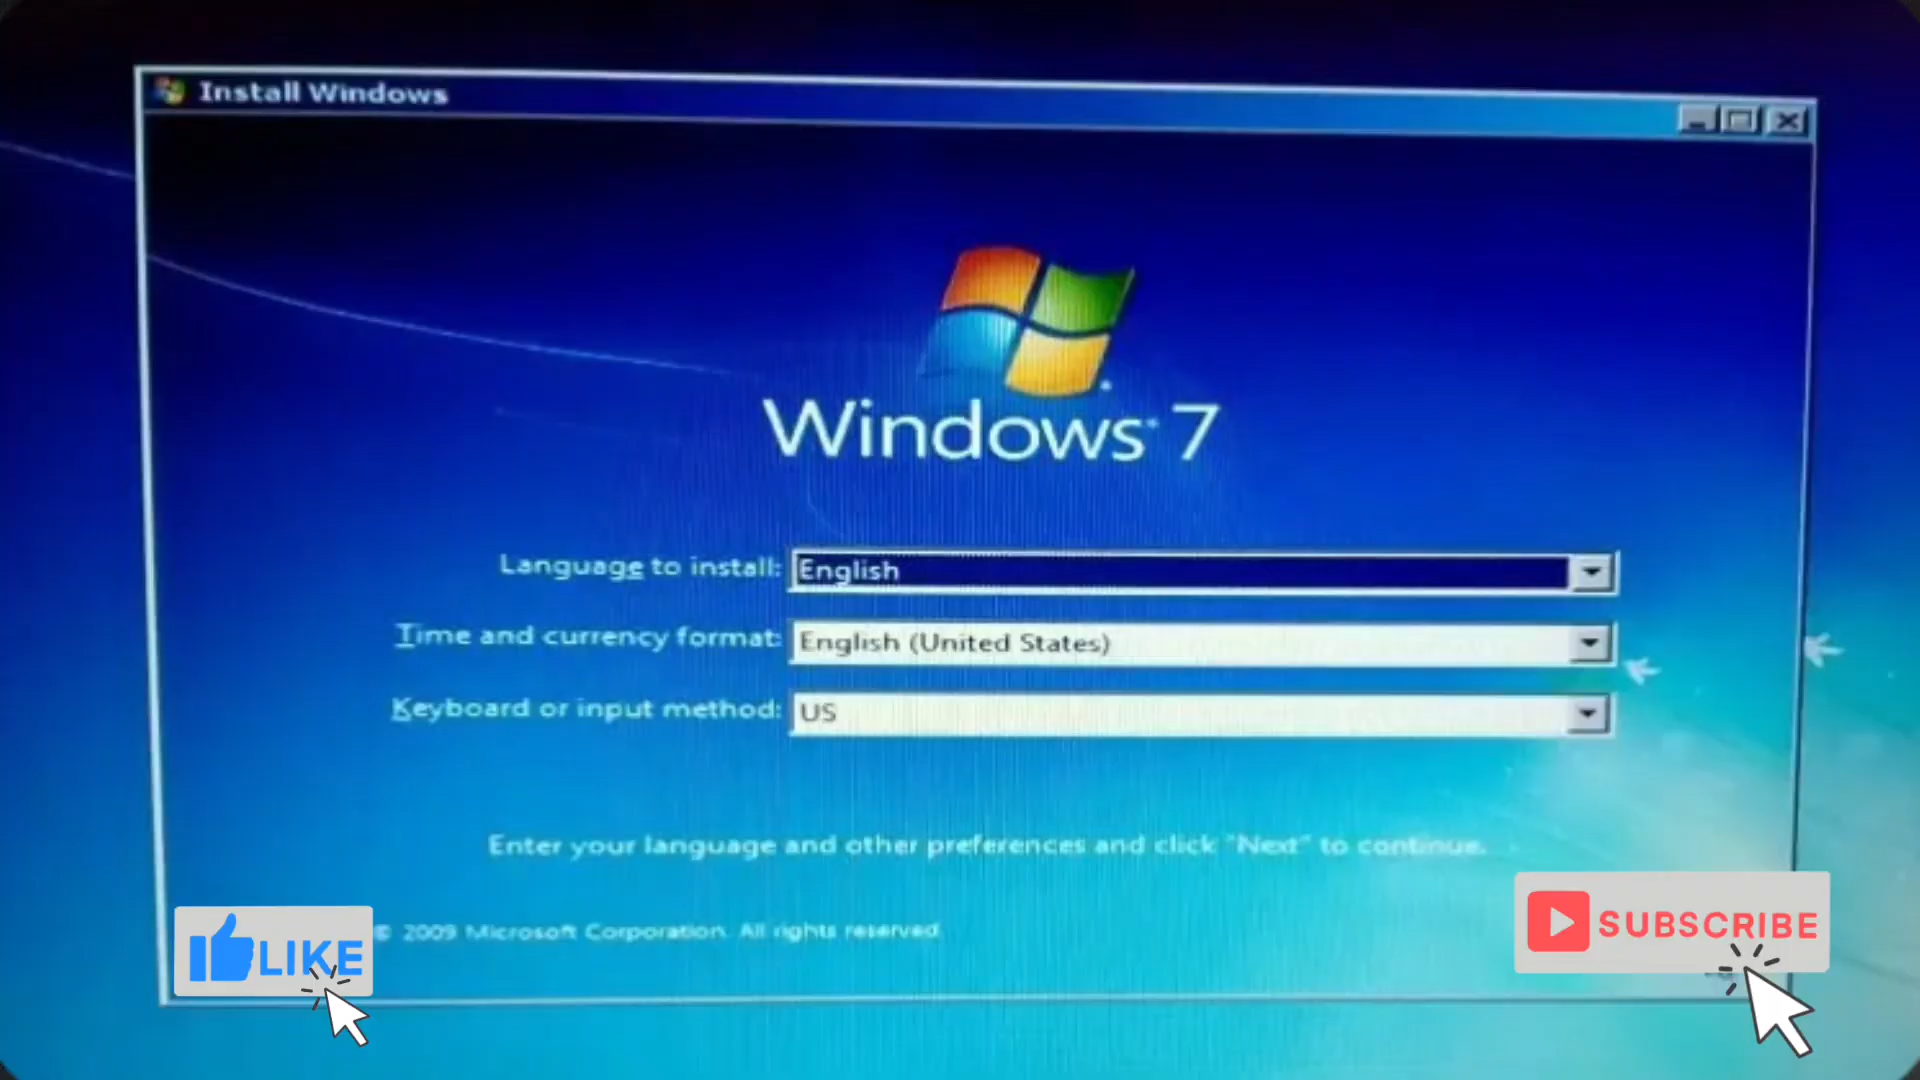 Install Windows
Windows 7
Language to install: English
Time and currency format: English (United States)
Keyboard or input method: US
Enter your language and other preferences and click "Next" to continue.
© 2009 Microsoft Corporation. All rights reserved.
LIKE
SUBSCRIBE